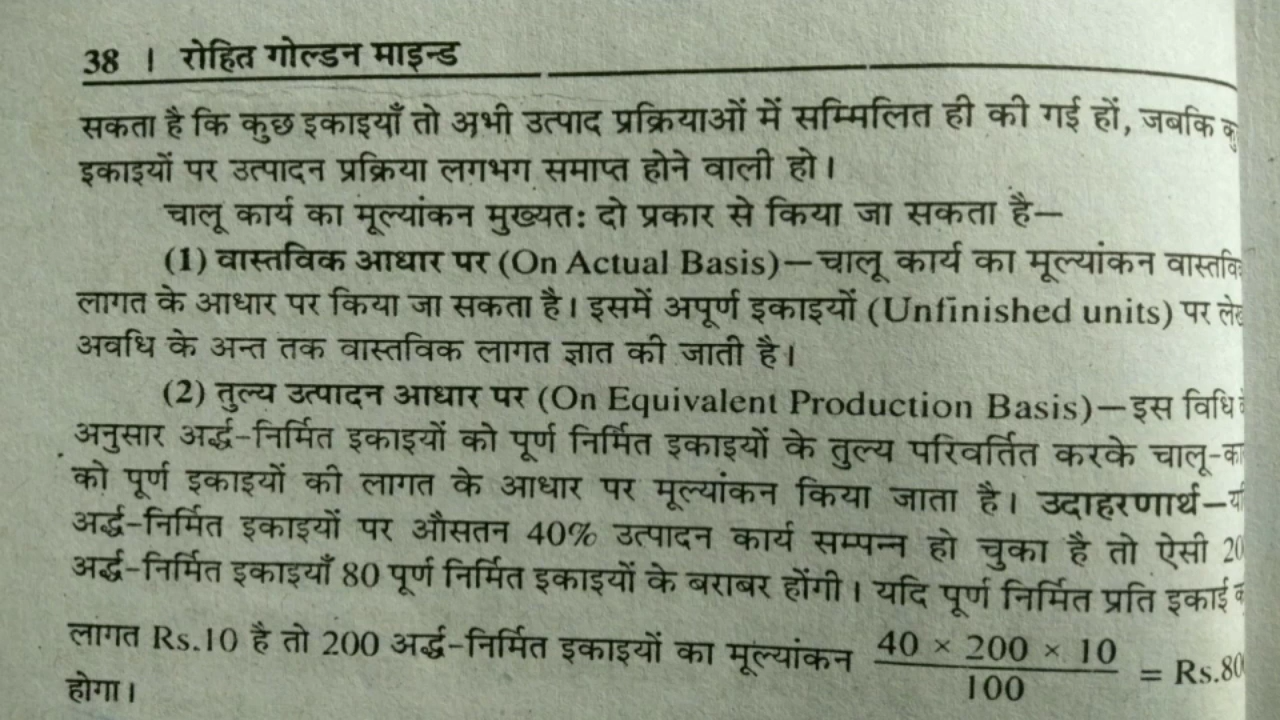 38 । रोहित गोल्डन माइन्ड
सकता है कि कुछ इकाइयाँ तो अभी उत्पाद प्रक्रियाओं में सम्मिलित ही की गई हों, जबकि
इकाइयों पर उत्पादन प्रक्रिया लगभग समाप्त होने वाली हो।
चालू कार्य का मूल्यांकन मुख्यतः दो प्रकार से किया जा सकता है—
(1) वास्तविक आधार पर (On Actual Basis)—चालू कार्य का मूल्यांकन
लागत के आधार पर किया जा सकता है। इसमें अपूर्ण इकाइयों (Unfinished units) पर
अवधि के अन्त तक वास्तविक लागत ज्ञात की जाती है।
(2) तुल्य उत्पादन आधार पर (On Equivalent Production Basis)—इस विधि
अनुसार अर्द्ध-निर्मित इकाइयों को पूर्ण निर्मित इकाइयों के तुल्य परिवर्तित करके चालू-
को पूर्ण इकाइयों की लागत के आधार पर मूल्यांकन किया जाता है। उदाहरणार्थ—
अर्द्ध-निर्मित इकाइयों पर औसतन 40% उत्पादन कार्य सम्पन्न हो चुका है तो ऐसी
अर्द्ध-निर्मित इकाइयाँ 80 पूर्ण निर्मित इकाइयों के बराबर होंगी। यदि पूर्ण निर्मित प्रति इकाई
लागत Rs.10 है तो 200 अर्द्ध-निर्मित इकाइयों का मूल्यांकन 40 × 200 × 10 / 100 = Rs.80
होगा।